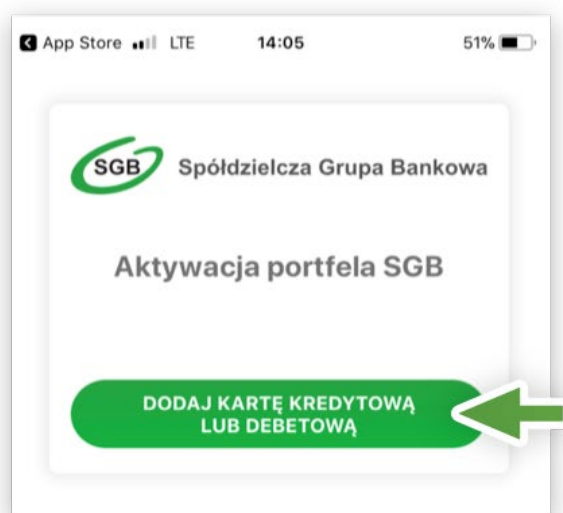 App Store LTE 14:05 51%
SGB Spółdzielcza Grupa Bankowa
Aktywacja portfela SGB
DODAJ KARTĘ KREDYTOWĄ
LUB DEBETOWĄ